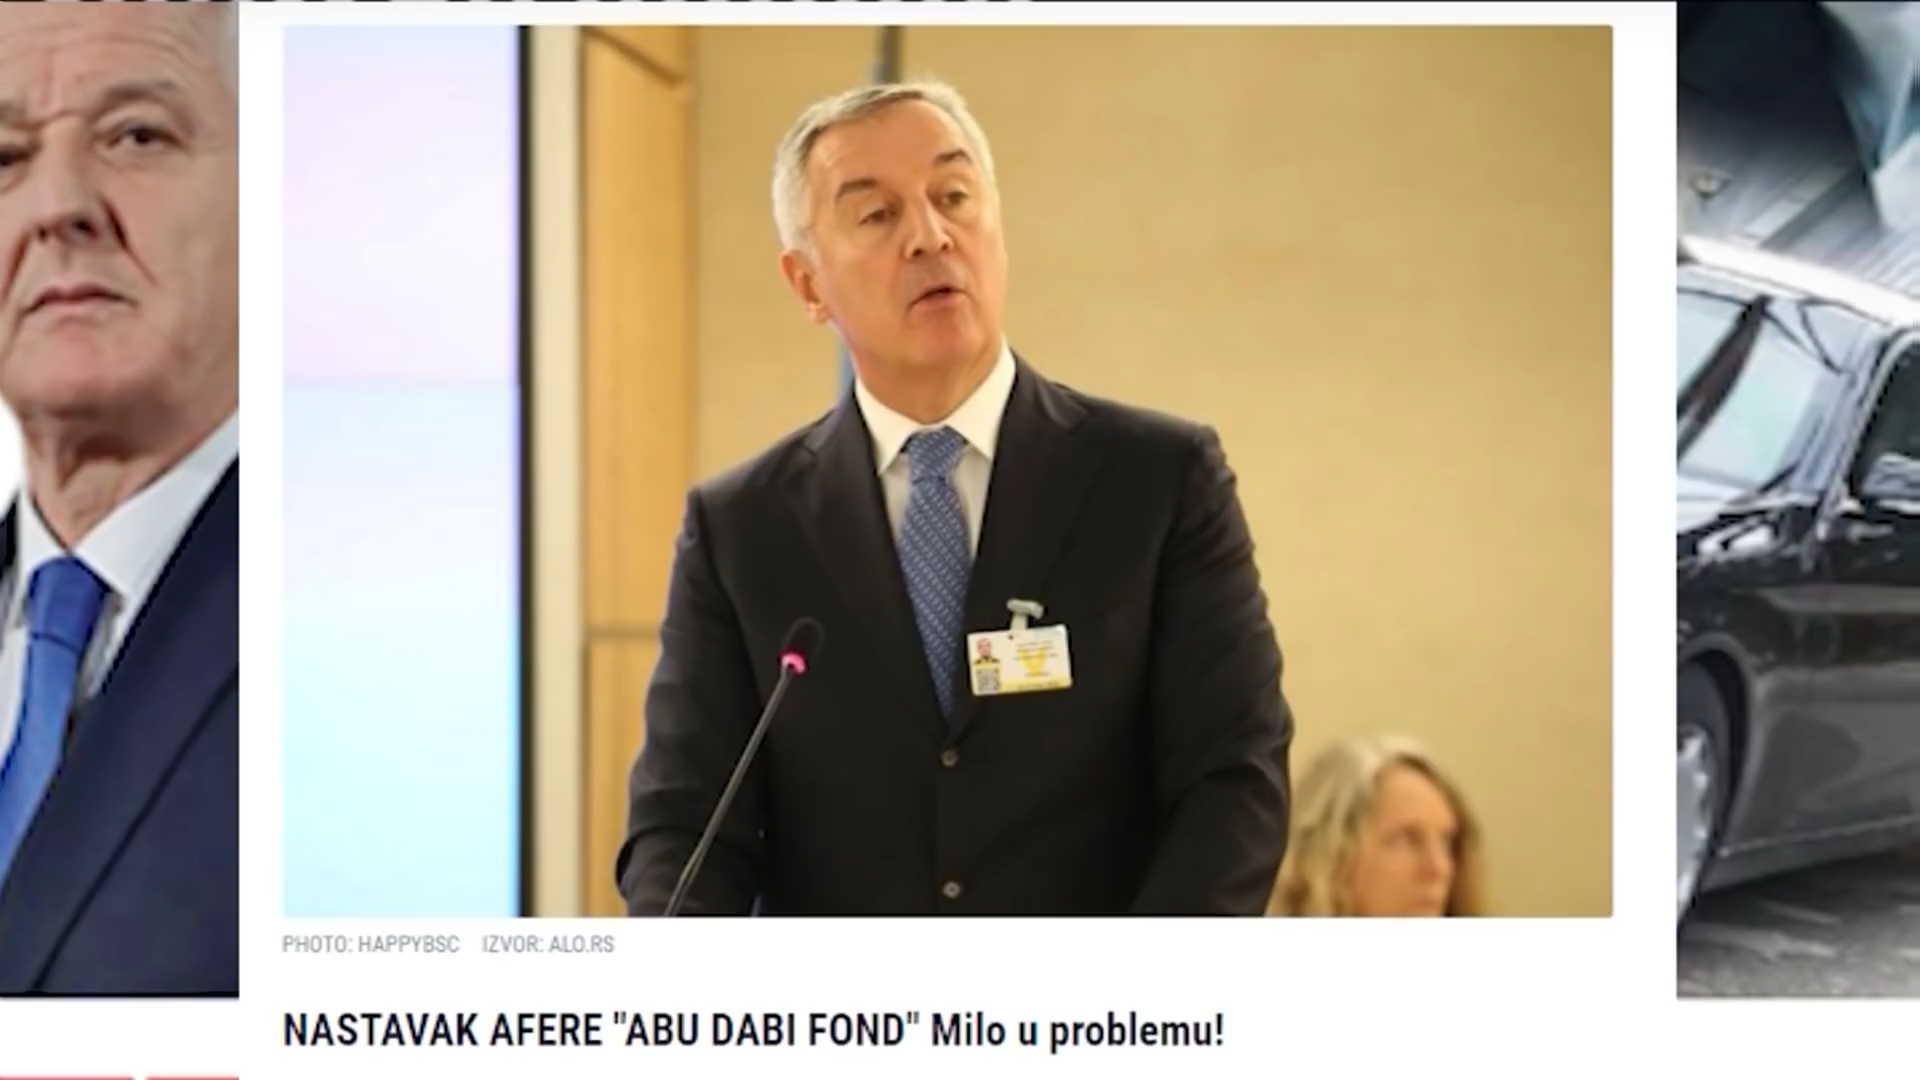 PHOTO: HAPPYBSC IZVOR: ALO.RS
NASTAVAK AFERE "ABU DABI FOND" Milo u problemu!